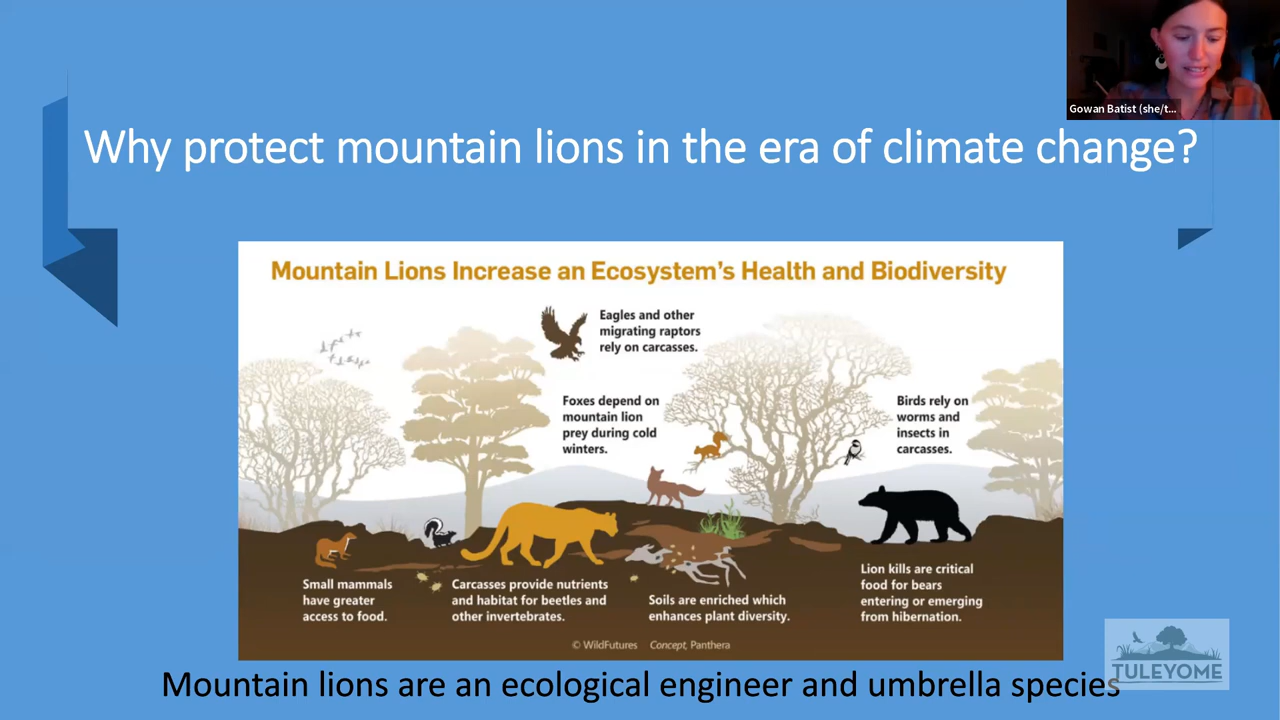 Gowan Batist (she/t...
Why protect mountain lions in the era of climate change?
Mountain Lions Increase an Ecosystem's Health and Biodiversity
Eagles and other
migrating raptors
rely on carcasses.
Foxes depend on
mountain lion
prey during cold
winters.
Birds rely on
worms and
insects in
carcasses.
Small mammals
have greater
access to food.
Carcasses provide nutrients
and habitat for beetles and
other invertebrates.
Soils are enriched which
enhances plant diversity.
Lion kills are critical
food for bears
entering or emerging
from hibernation.
© WildFutures Concept, Panthera
Mountain lions are an ecological engineer and umbrella species
TULEYOME